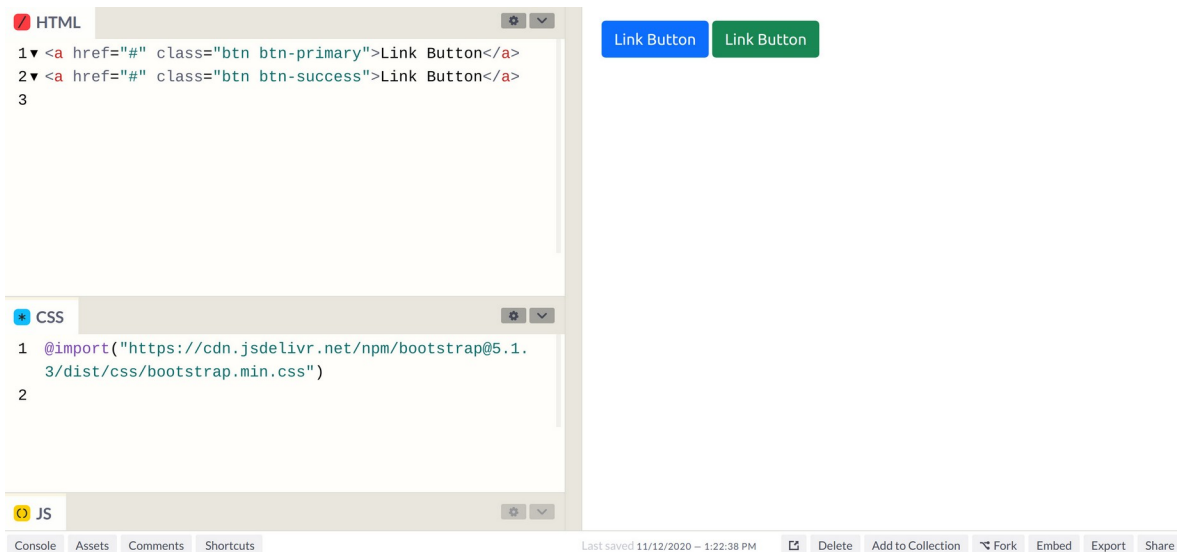 HTML
1 <a href="#" class="btn btn-primary">Link Button</a>
2 <a href="#" class="btn btn-success">Link Button</a>
3
Link Button Link Button
* CSS
1 @import("https://cdn.jsdelivr.net/npm/bootstrap@5.1.
3/dist/css/bootstrap.min.css")
2
JS
Console Assets Comments Shortcuts
Last saved 11/12/2020 – 1:22:38 PM Delete Add to Collection Fork Embed Export Share